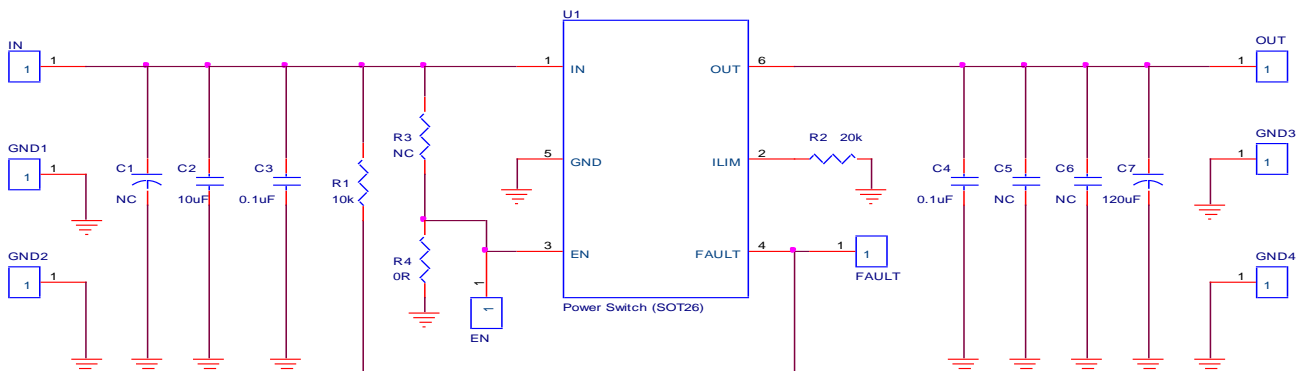 U1
IN
OUT
1
1
1
IN
OUT
6
1
1
GND1
1
1
C1
NC
C2
10uF
C3
0.1uF
R1
10k
R3
NC
5
GND
ILIM
2
R2 20k
C4
0.1uF
C5
NC
C6
NC
C7
120uF
GND3
1
1
GND2
1
1
R4
0R
3
EN
FAULT
4
1
1
FAULT
GND4
1
1
1
1
EN
Power Switch (SOT26)